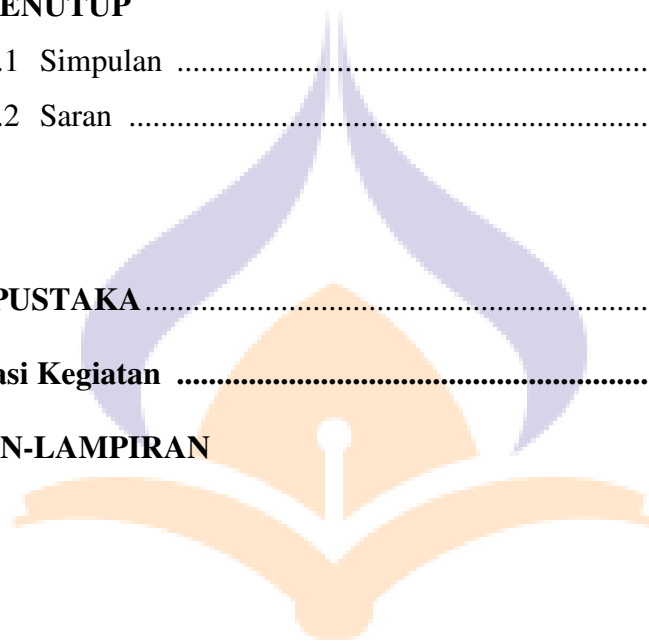 ENUTUP
.1 Simpulan ............................................................
.2 Saran ..................................................................
PUSTAKA................................................................
asi Kegiatan ............................................................
N-LAMPIRAN